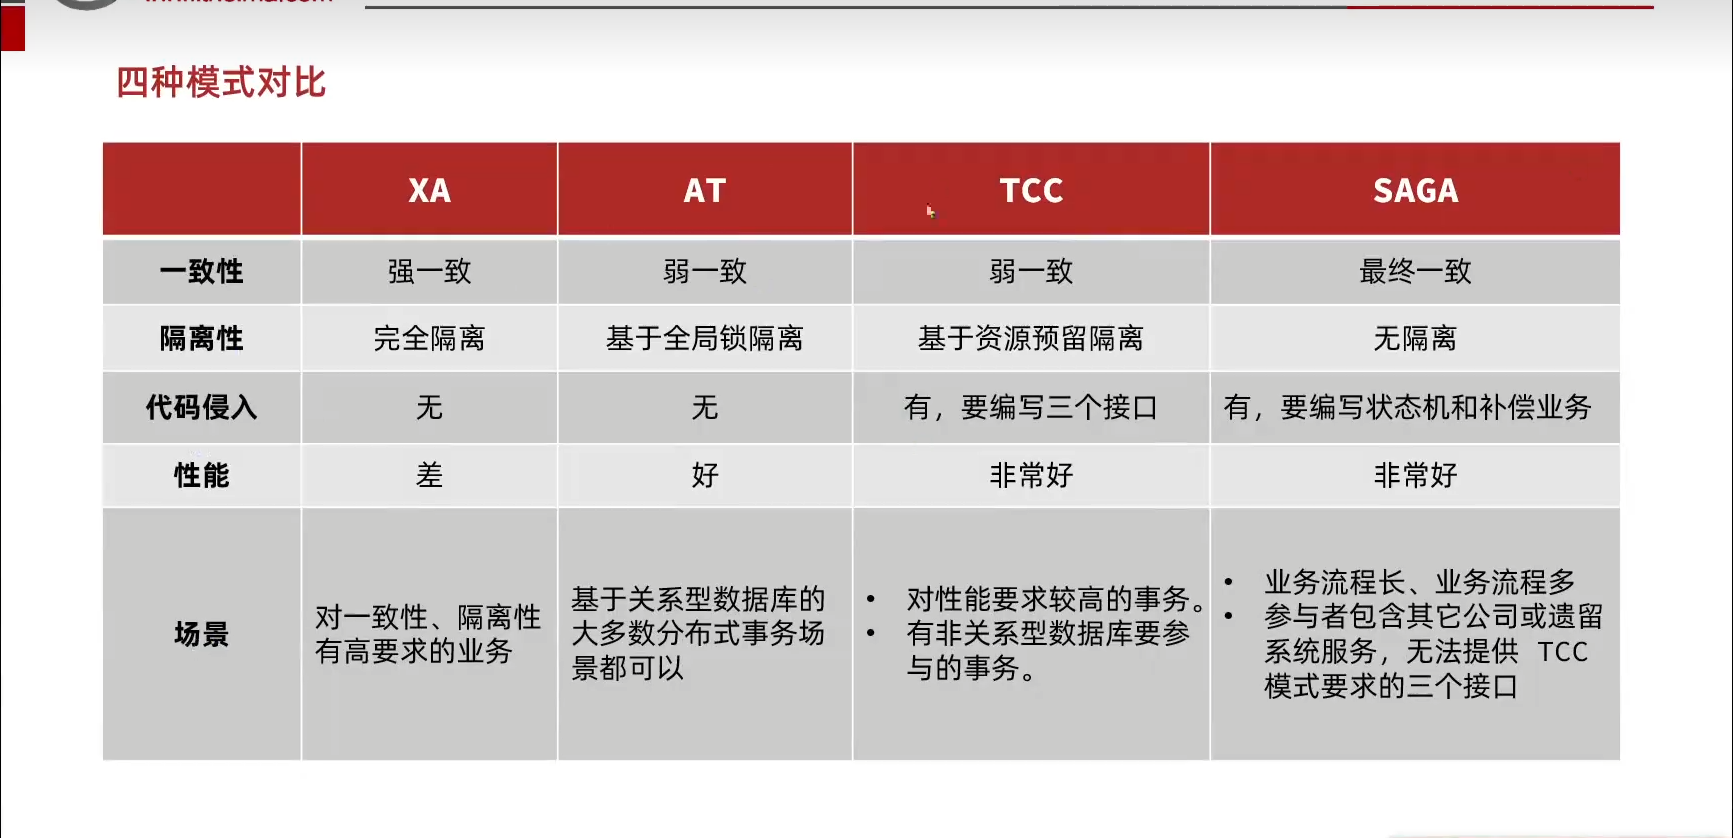 四种模式对比
XA AT TCC SAGA
一致性 强一致 弱一致 弱一致 最终一致
隔离性 完全隔离 基于全局锁隔离 基于资源预留隔离 无隔离
代码侵入 无 无 有，要编写三个接口 有，要编写状态机和补偿业务
性能 差 好 非常好 非常好
场景
对一致性、隔离性
有高要求的业务
基于关系型数据库的
大多数分布式事务场
景都可以
• 对性能要求较高的事务。
• 有非关系型数据库要参
与的事务。
• 业务流程长、业务流程多
• 参与者包含其它公司或遗留
系统服务，无法提供 TCC
模式要求的三个接口